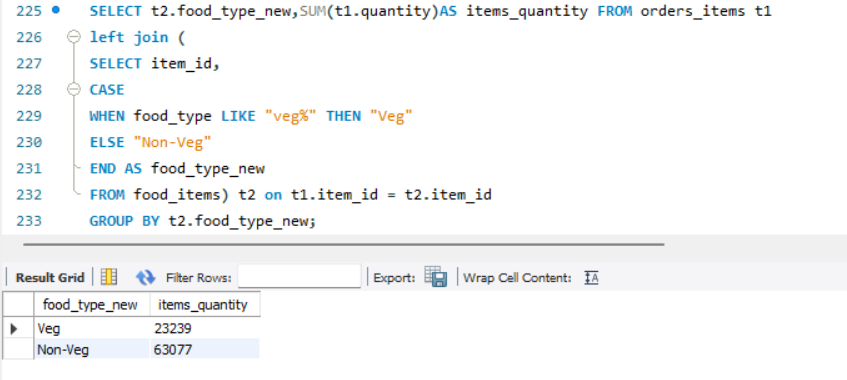 225 SELECT t2.food_type_new,SUM(t1.quantity)AS items_quantity FROM orders_items t1
226 left join (
227 SELECT item_id,
228 CASE
229 WHEN food_type LIKE "veg%" THEN "Veg"
230 ELSE "Non-Veg"
231 END AS food_type_new
232 FROM food_items) t2 on t1.item_id = t2.item_id
233 GROUP BY t2.food_type_new;
Result Grid Filter Rows: Export: Wrap Cell Content:
food_type_new items_quantity
Veg 23239
Non-Veg 63077